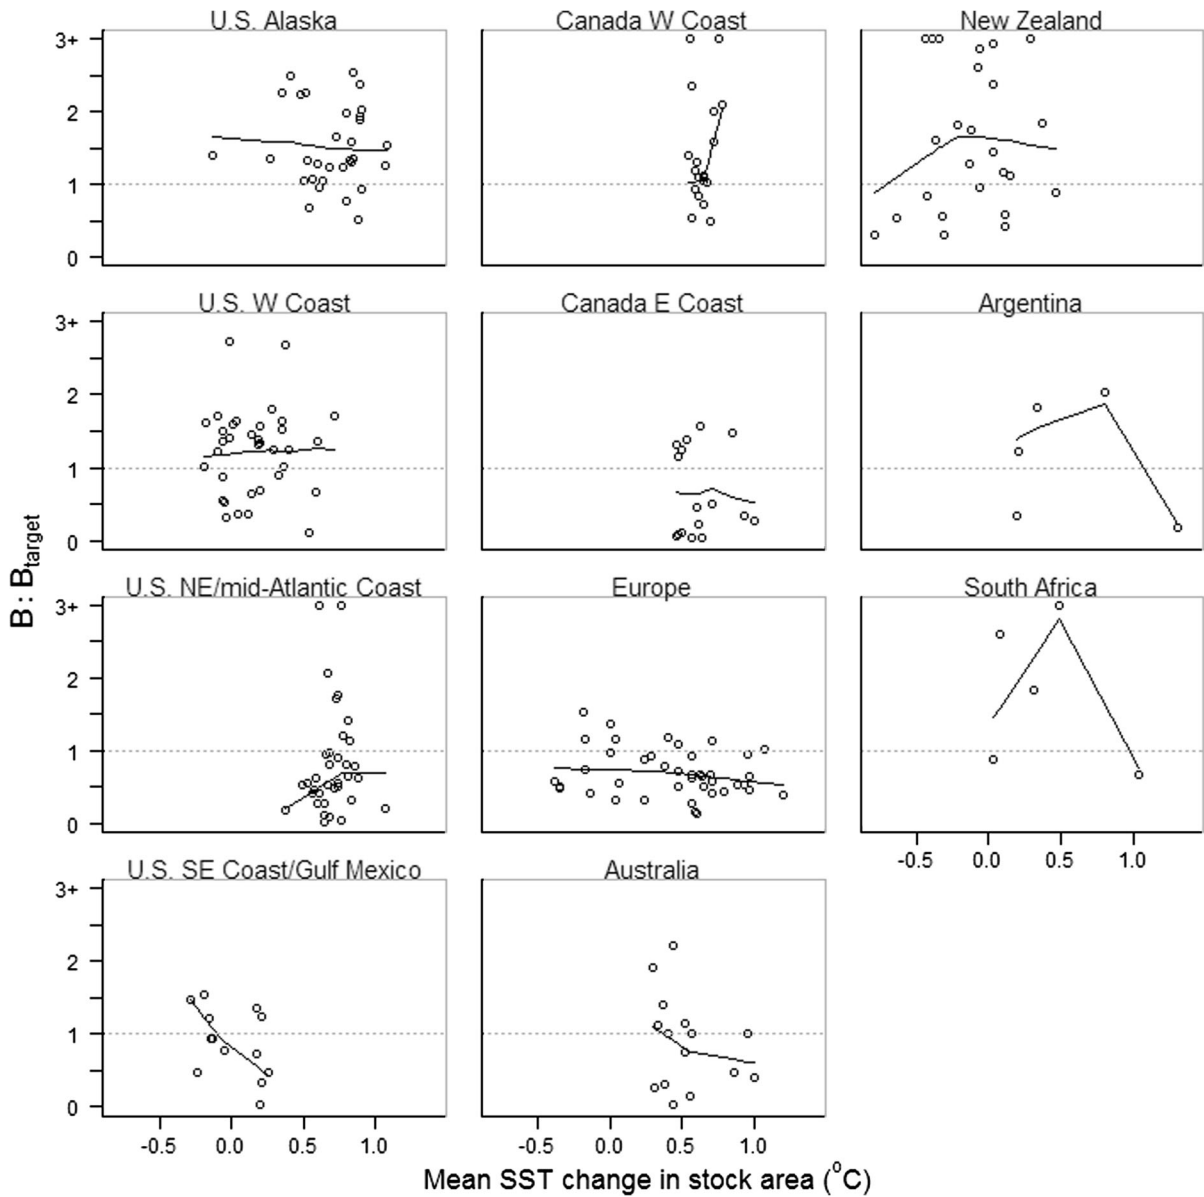 U.S. Alaska
Canada W Coast
New Zealand
3+
2
1
0
U.S. W Coast
Canada E Coast
Argentina
3+
2
1
0
U.S. NE/mid-Atlantic Coast
Europe
South Africa
3+
2
1
0
-0.5 0.0 0.5 1.0
U.S. SE Coast/Gulf Mexico
Australia
3+
2
1
0
-0.5 0.0 0.5 1.0
-0.5 0.0 0.5 1.0
B : Btarget
Mean SST change in stock area (°C)